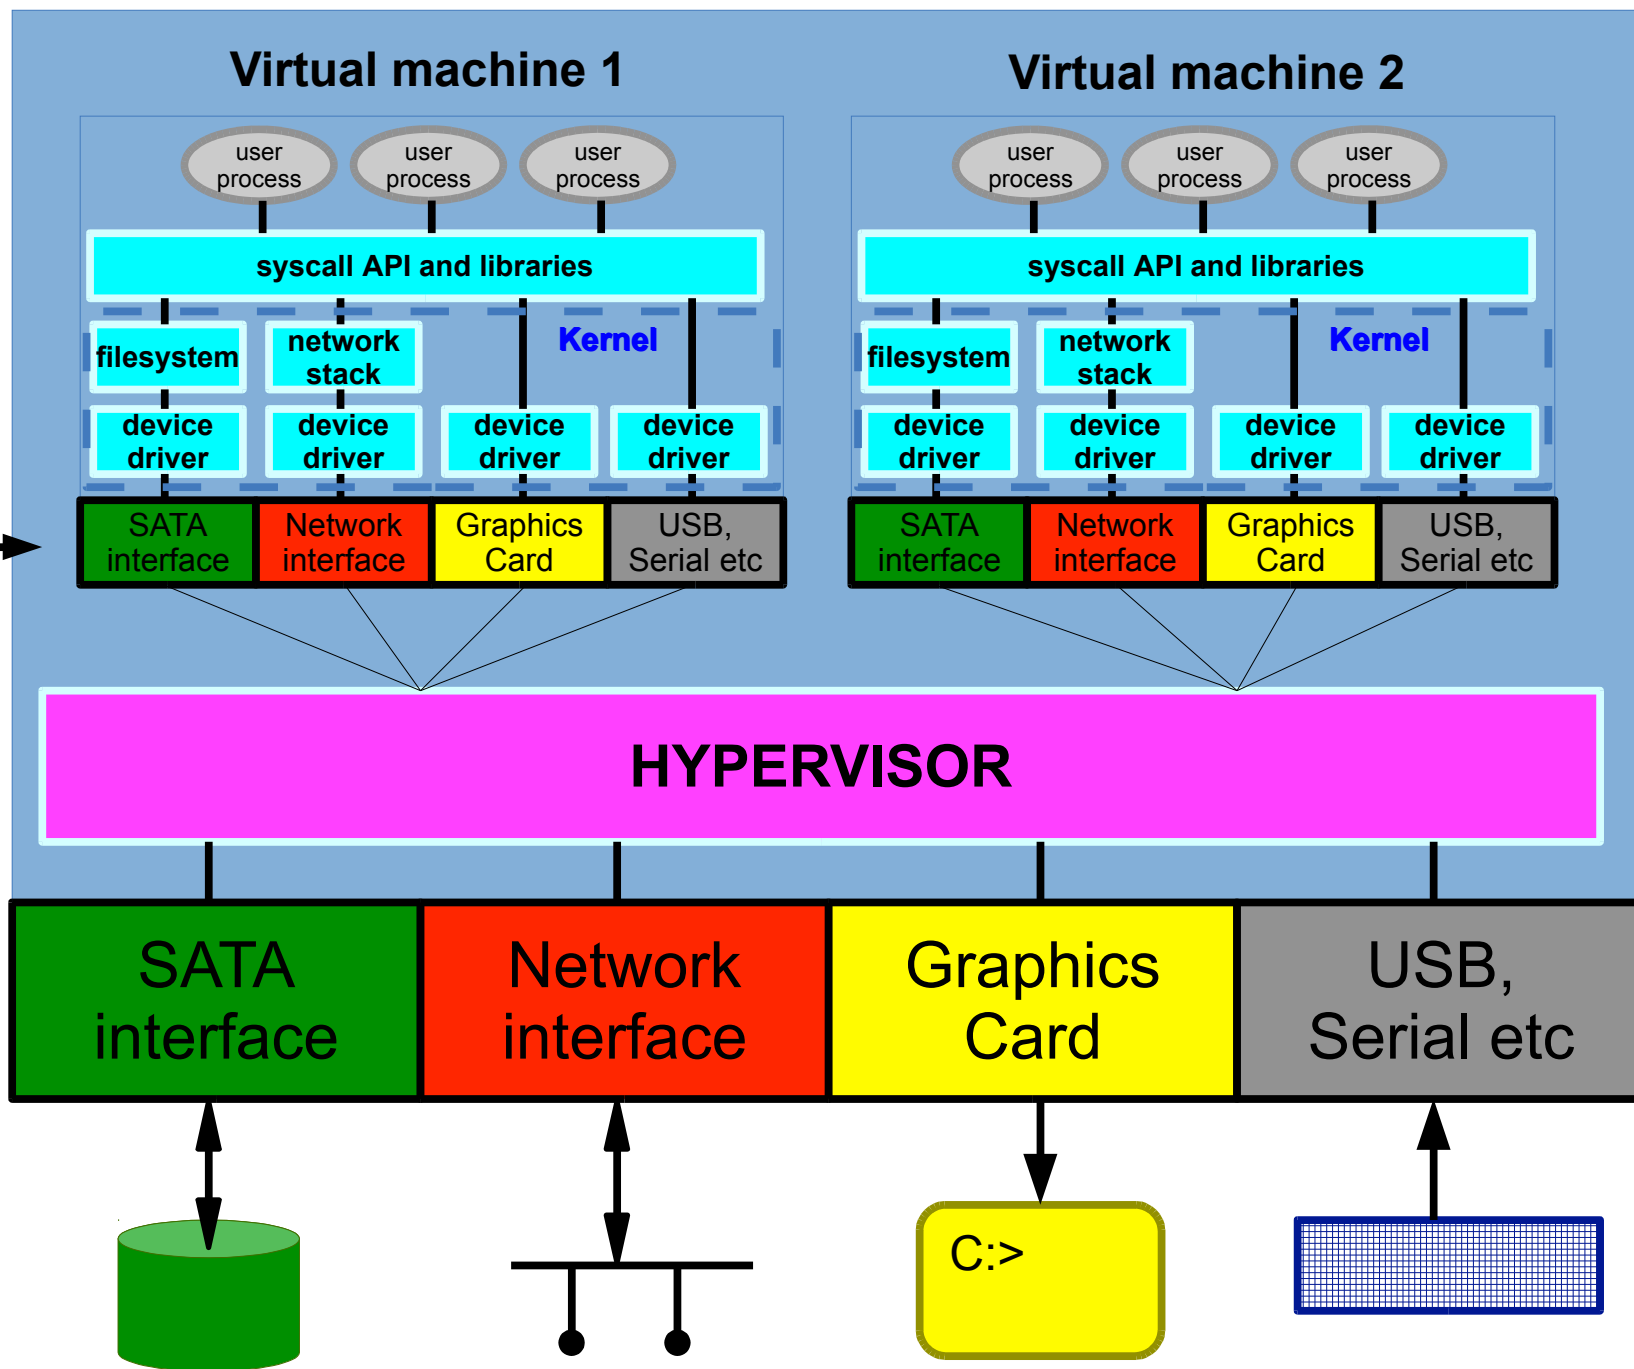 Virtual machine 1
Virtual machine 2
user
process
user
process
user
process
user
process
user
process
user
process
syscall API and libraries
syscall API and libraries
Kernel
Kernel
filesystem
network
stack
filesystem
network
stack
device
driver
device
driver
device
driver
device
driver
device
driver
device
driver
device
driver
device
driver
SATA
interface
Network
interface
Graphics
Card
USB,
Serial etc
SATA
interface
Network
interface
Graphics
Card
USB,
Serial etc
HYPERVISOR
SATA
interface
Network
interface
Graphics
Card
USB,
Serial etc
C:>